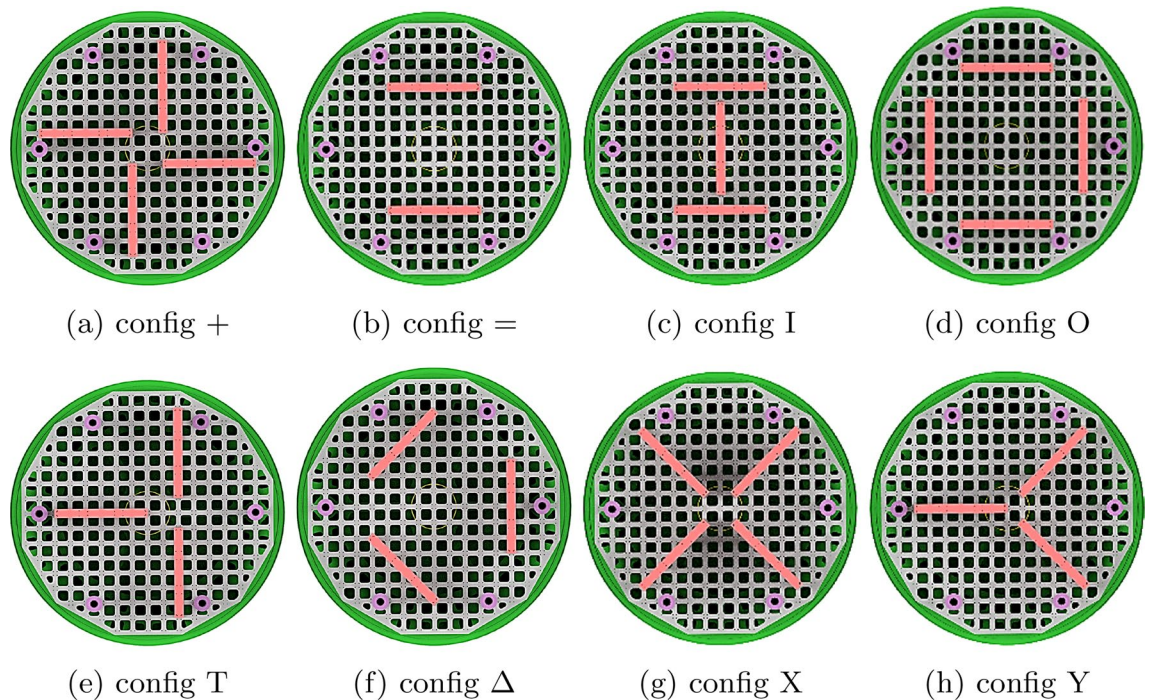 (a) config +
(b) config =
(c) config I
(d) config O
(e) config T
(f) config Δ
(g) config X
(h) config Y